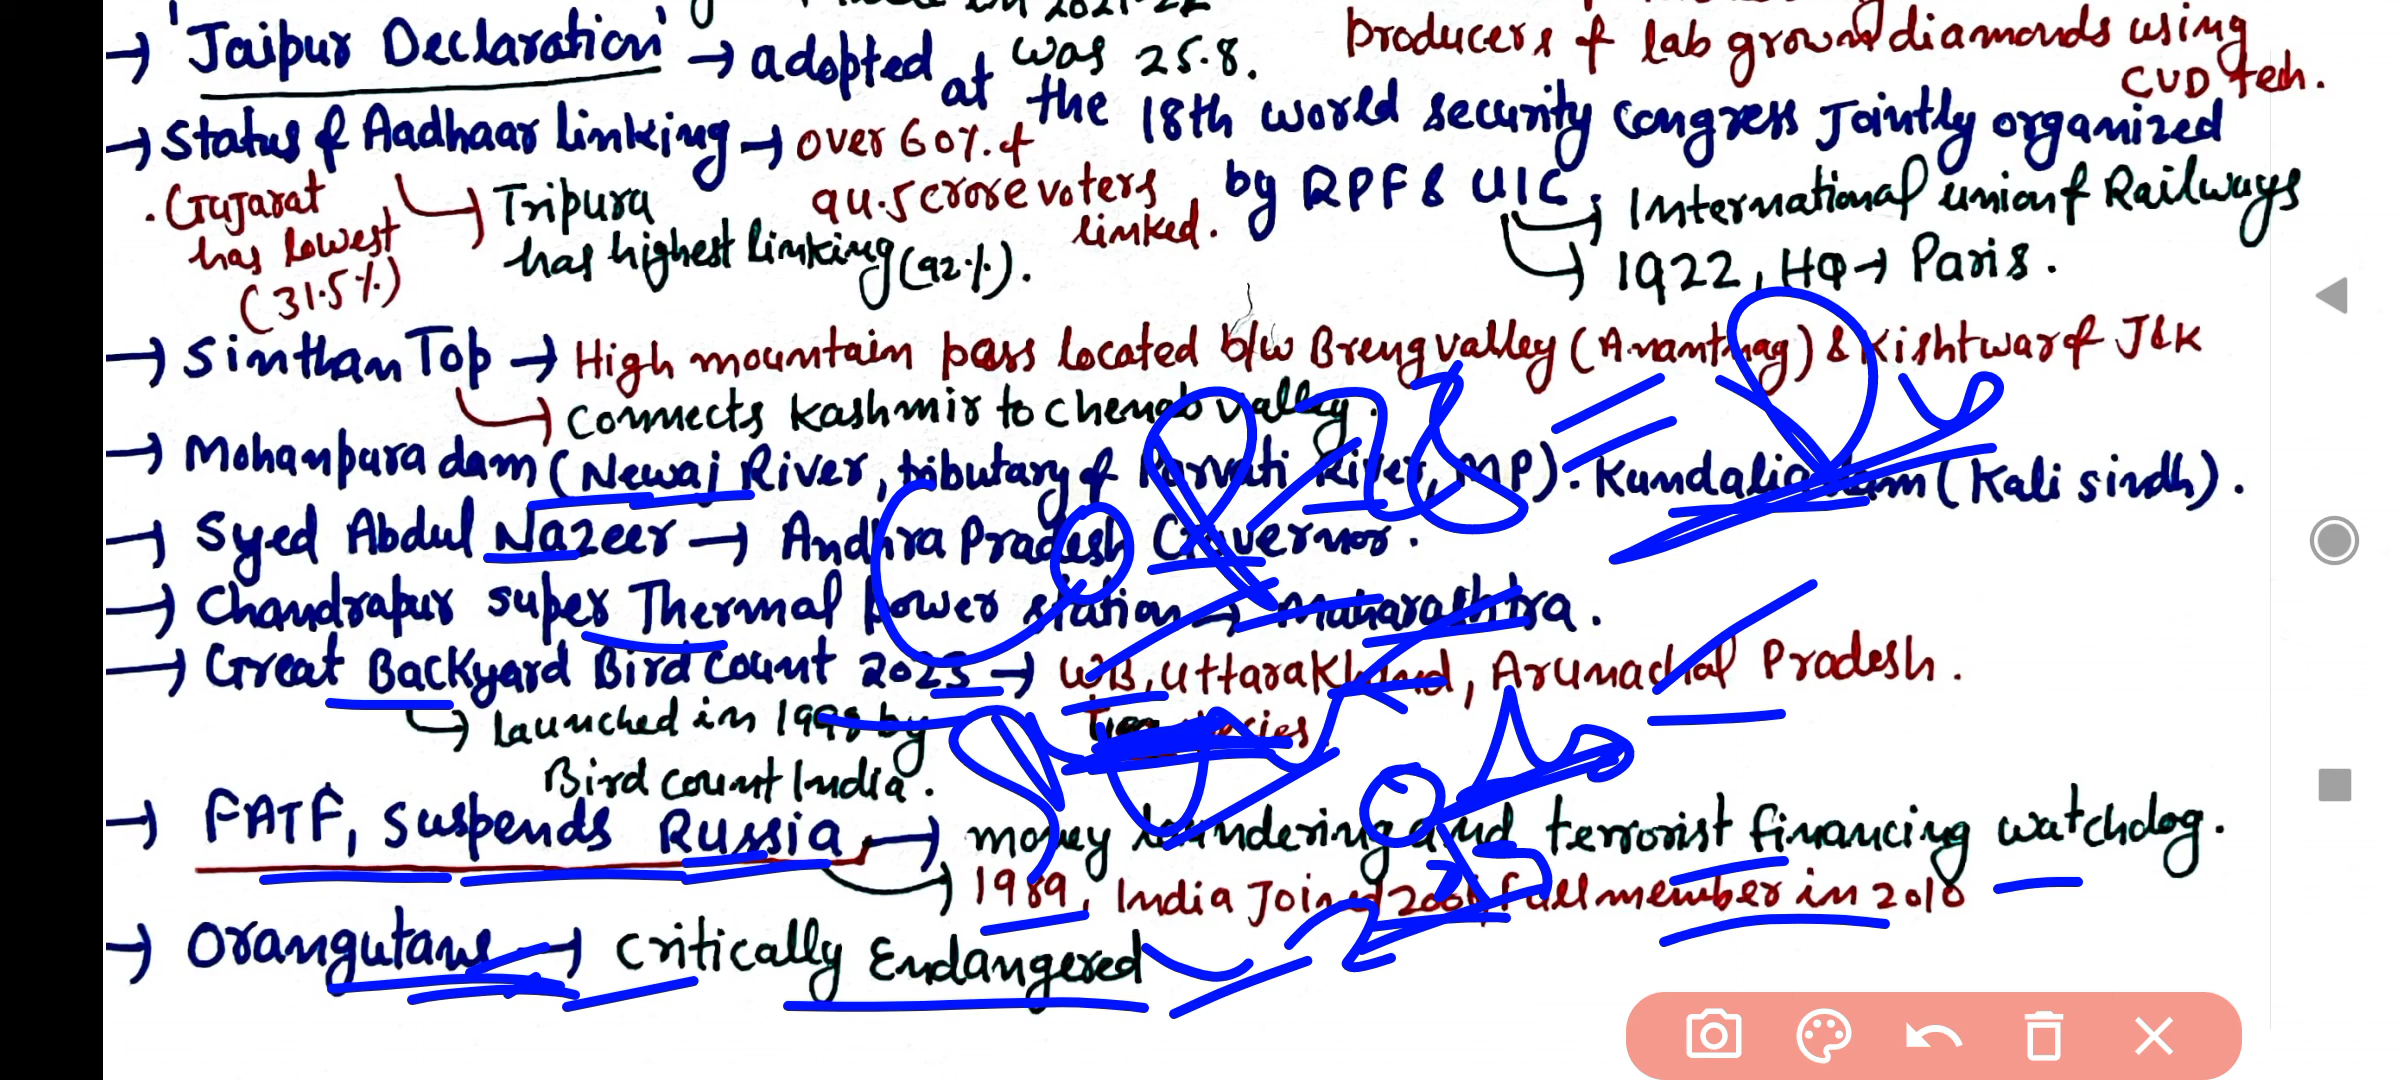 was 25.8.
producers of lab grown diamonds using
CVD tech.
→ 'Jaipur Declaration' → adopted at the 18th world security congress Jointly organized
by RPF & UIC, → International union of Railways
→ 1922, HQ → Paris.
→ Status of Aadhaar linking → over 60% of
94.5 crore voters
linked.
→ Tripura
has highest linking (92%).
. Gujarat
has lowest
(31.5%)
→ Sinthan Top → High mountain pass located b/w Breng valley (Anantnag) & Kishtwar of J&K
→ Connects Kashmir to Chenab valley.
→ Mohanpura dam (Newaj River, tributary of Parvati River, MP). Kundalia dam (Kali sindh).
→ Syed Abdul Nazeer → Andhra Pradesh Governor.
→ Chandrapur super Thermal power station → Maharashtra.
→ Great Backyard Bird count 2023 → WB, Uttarakhand, Arunachal Pradesh.
→ launched in 1998 by
Bird count India.
→ FATF, suspends Russia → money laundering and terrorist financing watchdog.
→ 1989, India Joined 2006, full member in 2010
→ Orangutans → Critically Endangered